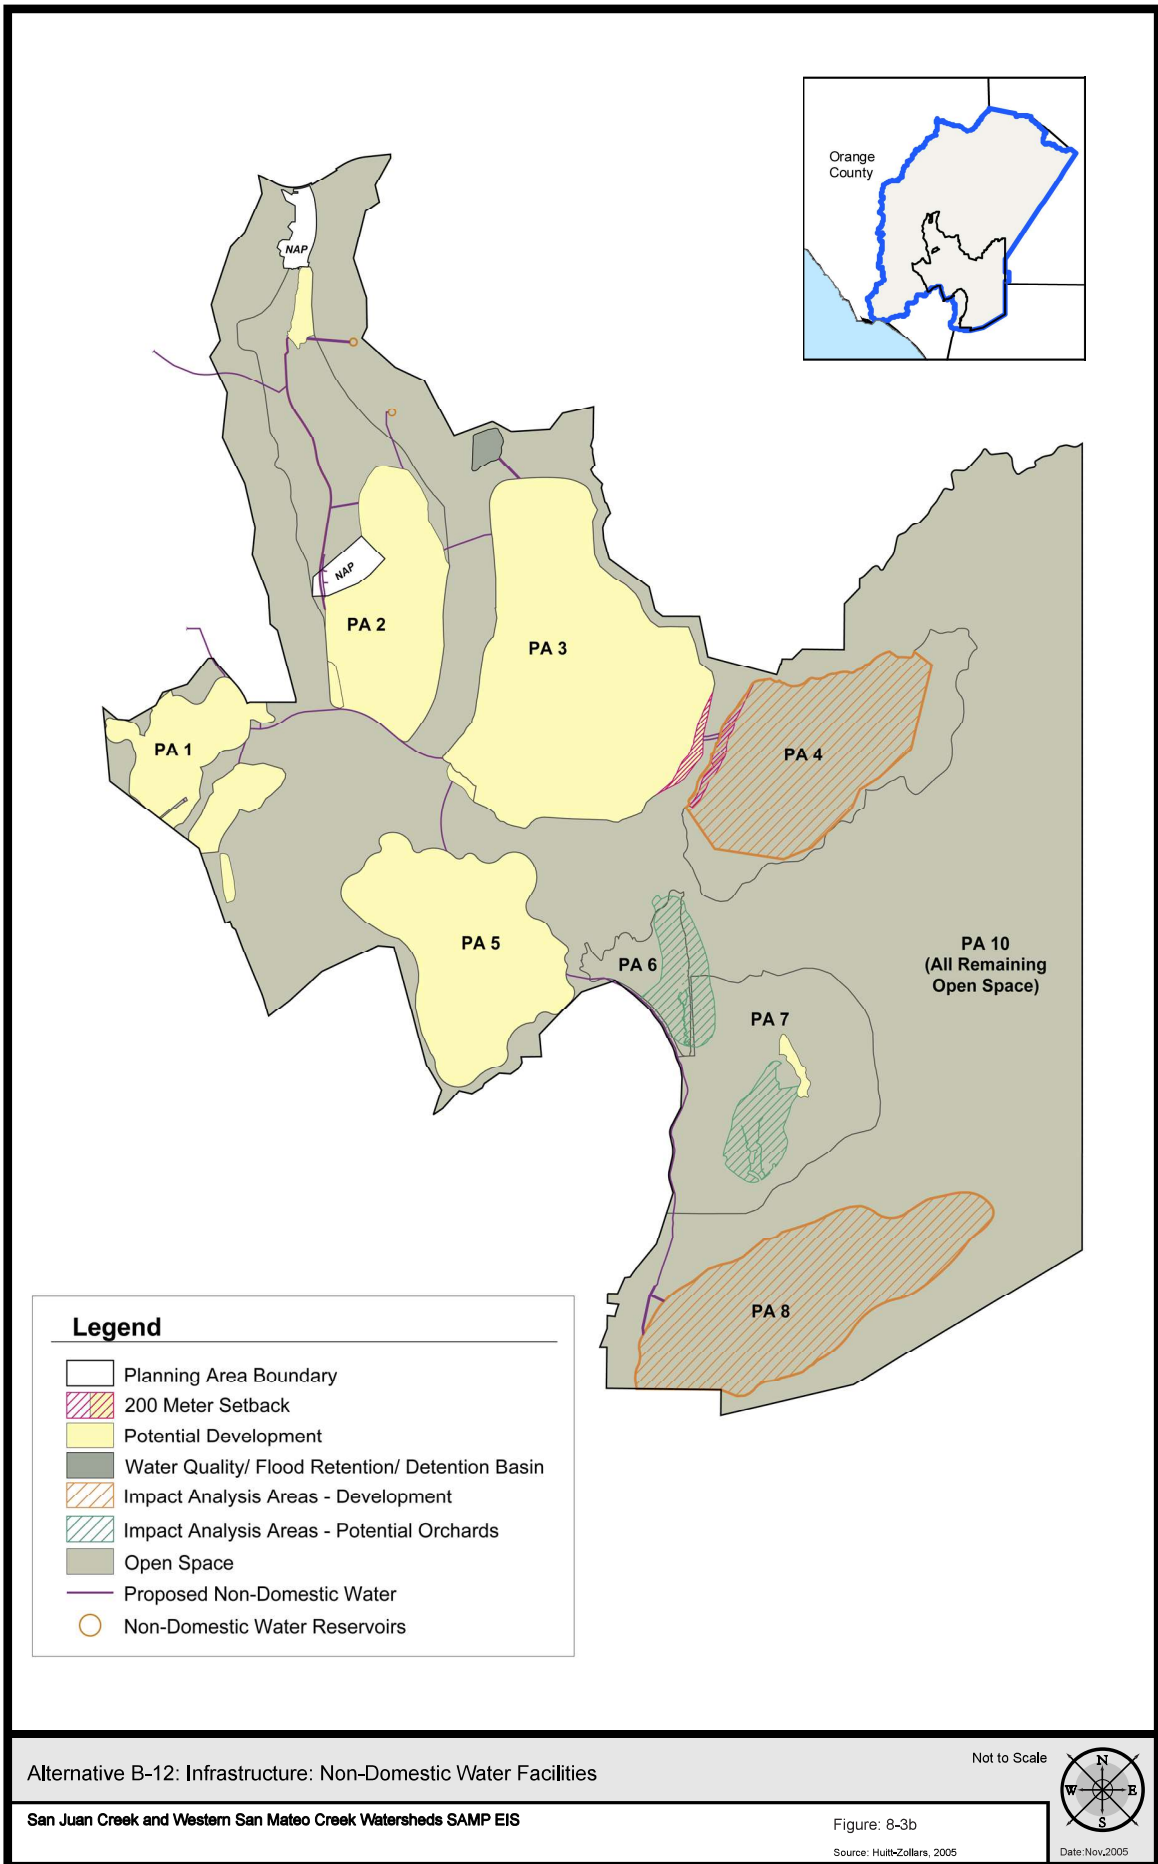 Orange
County
NAP
NAP
PA 2
PA 3
PA 1
PA 4
PA 5
PA 6
PA 10
(All Remaining
Open Space)
PA 7
PA 8
Legend
Planning Area Boundary
200 Meter Setback
Potential Development
Water Quality/ Flood Retention/ Detention Basin
Impact Analysis Areas - Development
Impact Analysis Areas - Potential Orchards
Open Space
Proposed Non-Domestic Water
Non-Domestic Water Reservoirs
Alternative B-12: Infrastructure: Non-Domestic Water Facilities
Not to Scale
N
W E
S
San Juan Creek and Western San Mateo Creek Watersheds SAMP EIS
Figure: 8-3b
Source: Huitt-Zollars, 2005
Date:Nov.2005